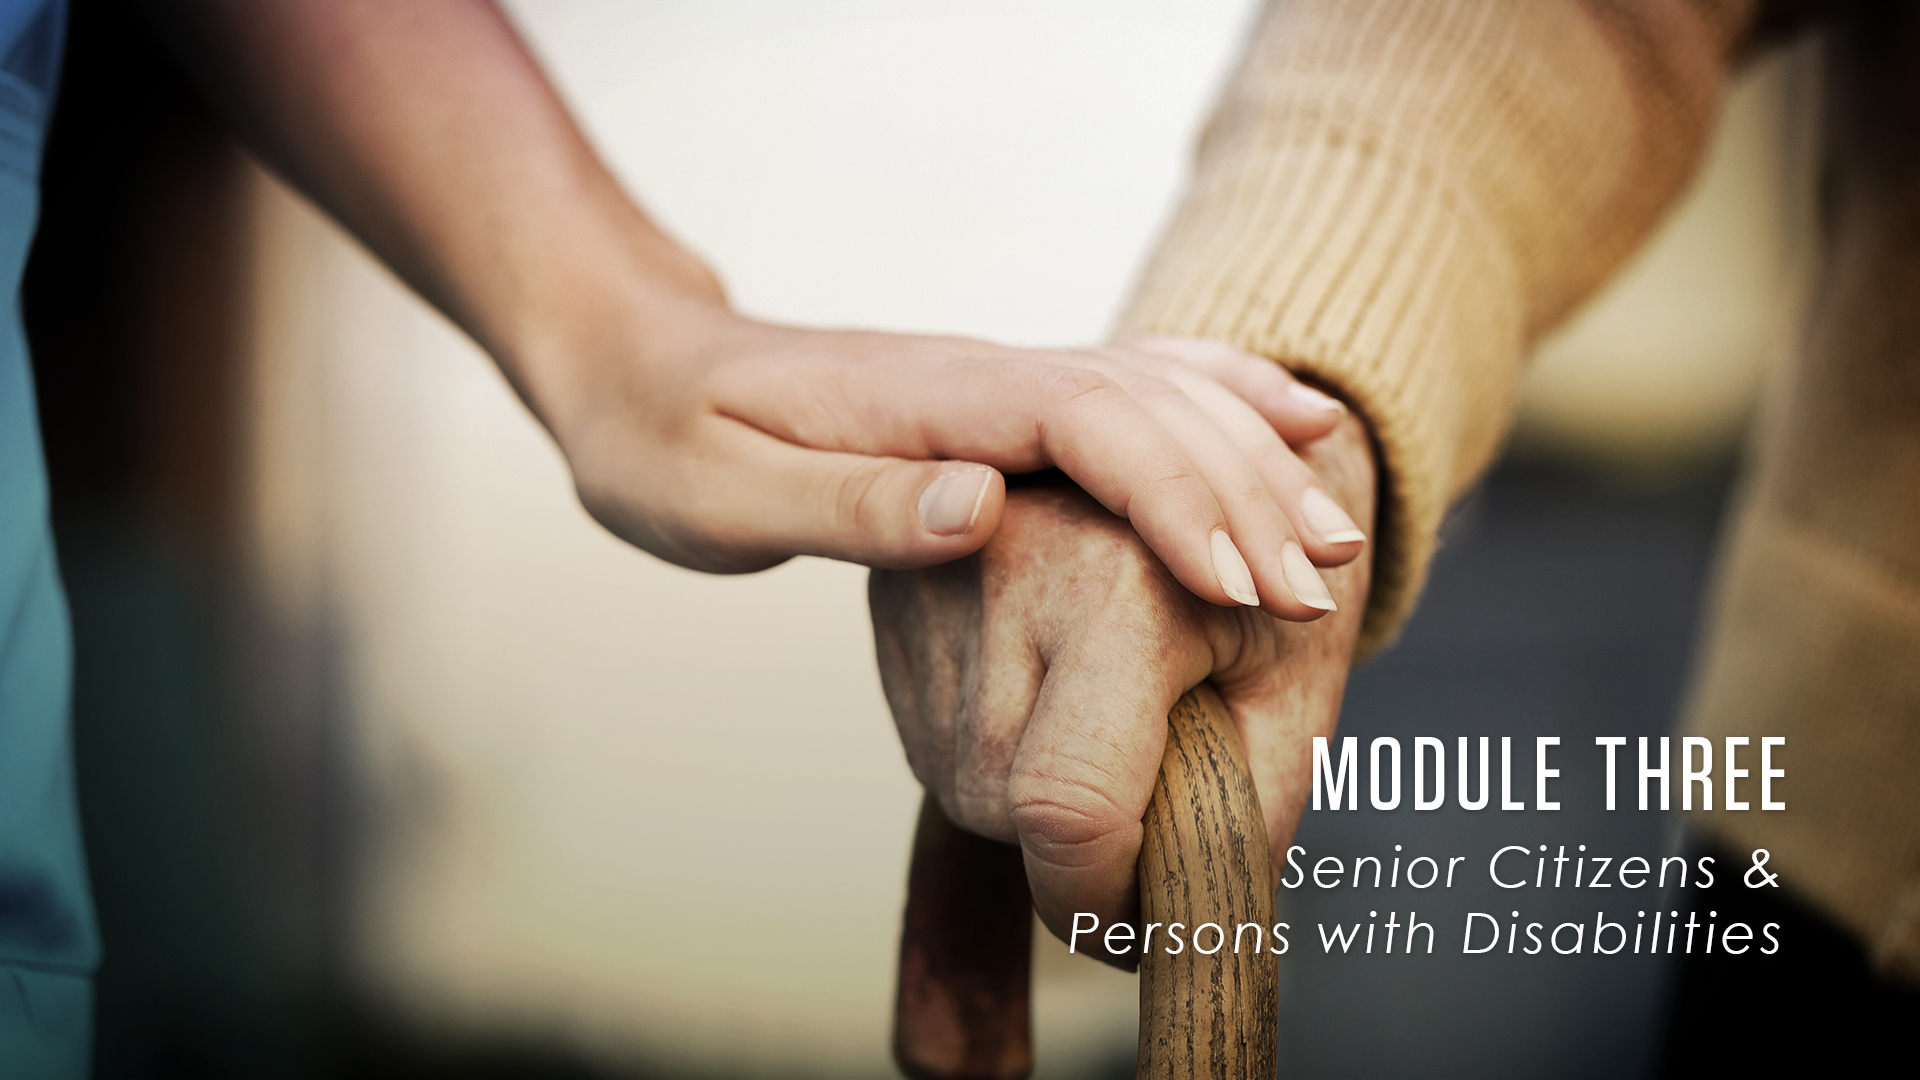 MODULE THREE
Senior Citizens &
Persons with Disabilities